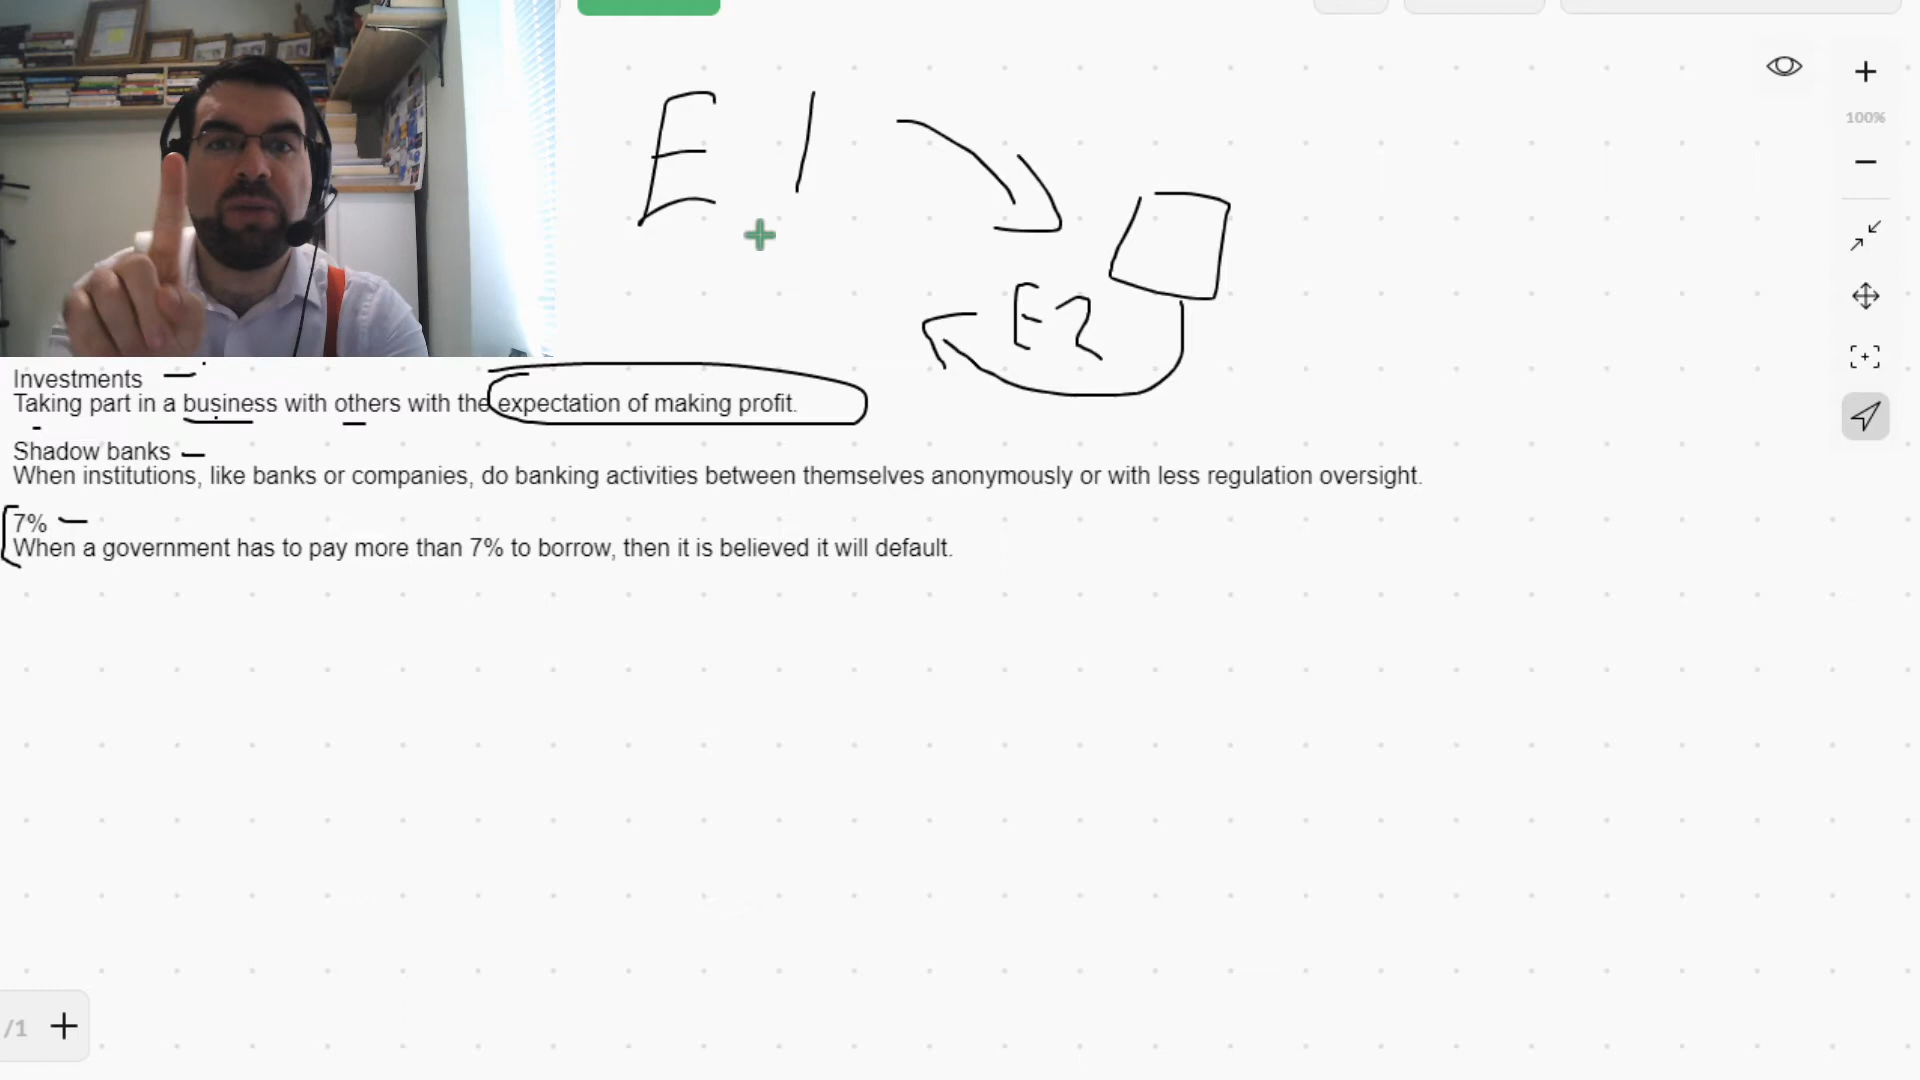 E 1
E2
100%
Investments
Taking part in a business with others with the expectation of making profit.
Shadow banks
When institutions, like banks or companies, do banking activities between themselves anonymously or with less regulation oversight.
7%
When a government has to pay more than 7% to borrow, then it is believed it will default.
/1